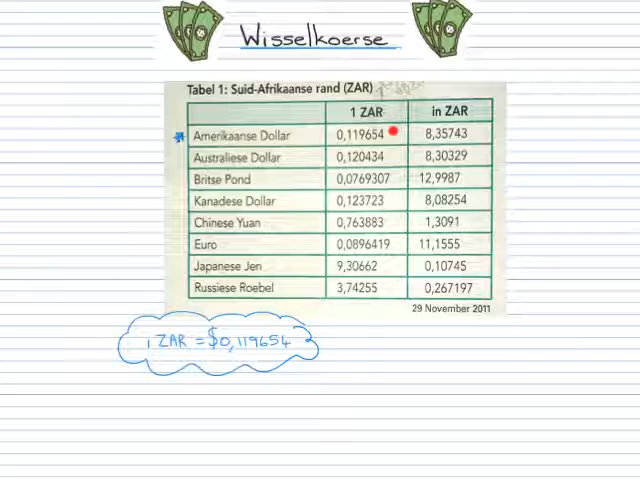 Wisselkoerse
Tabel 1: Suid-Afrikaanse rand (ZAR)
1 ZAR in ZAR
Amerikaanse Dollar 0,119654 8,35743
Australiese Dollar 0,120434 8,30329
Britse Pond 0,0769307 12,9987
Kanadese Dollar 0,123723 8,08254
Chinese Yuan 0,763883 1,3091
Euro 0,0896419 11,1555
Japanese Jen 9,30662 0,10745
Russiese Roebel 3,74255 0,267197
29 November 2011
1 ZAR = $0,119654